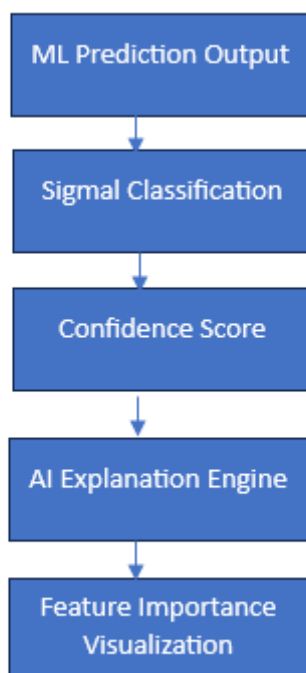 ML Prediction Output
Sigmal Classification
Confidence Score
AI Explanation Engine
Feature Importance
Visualization